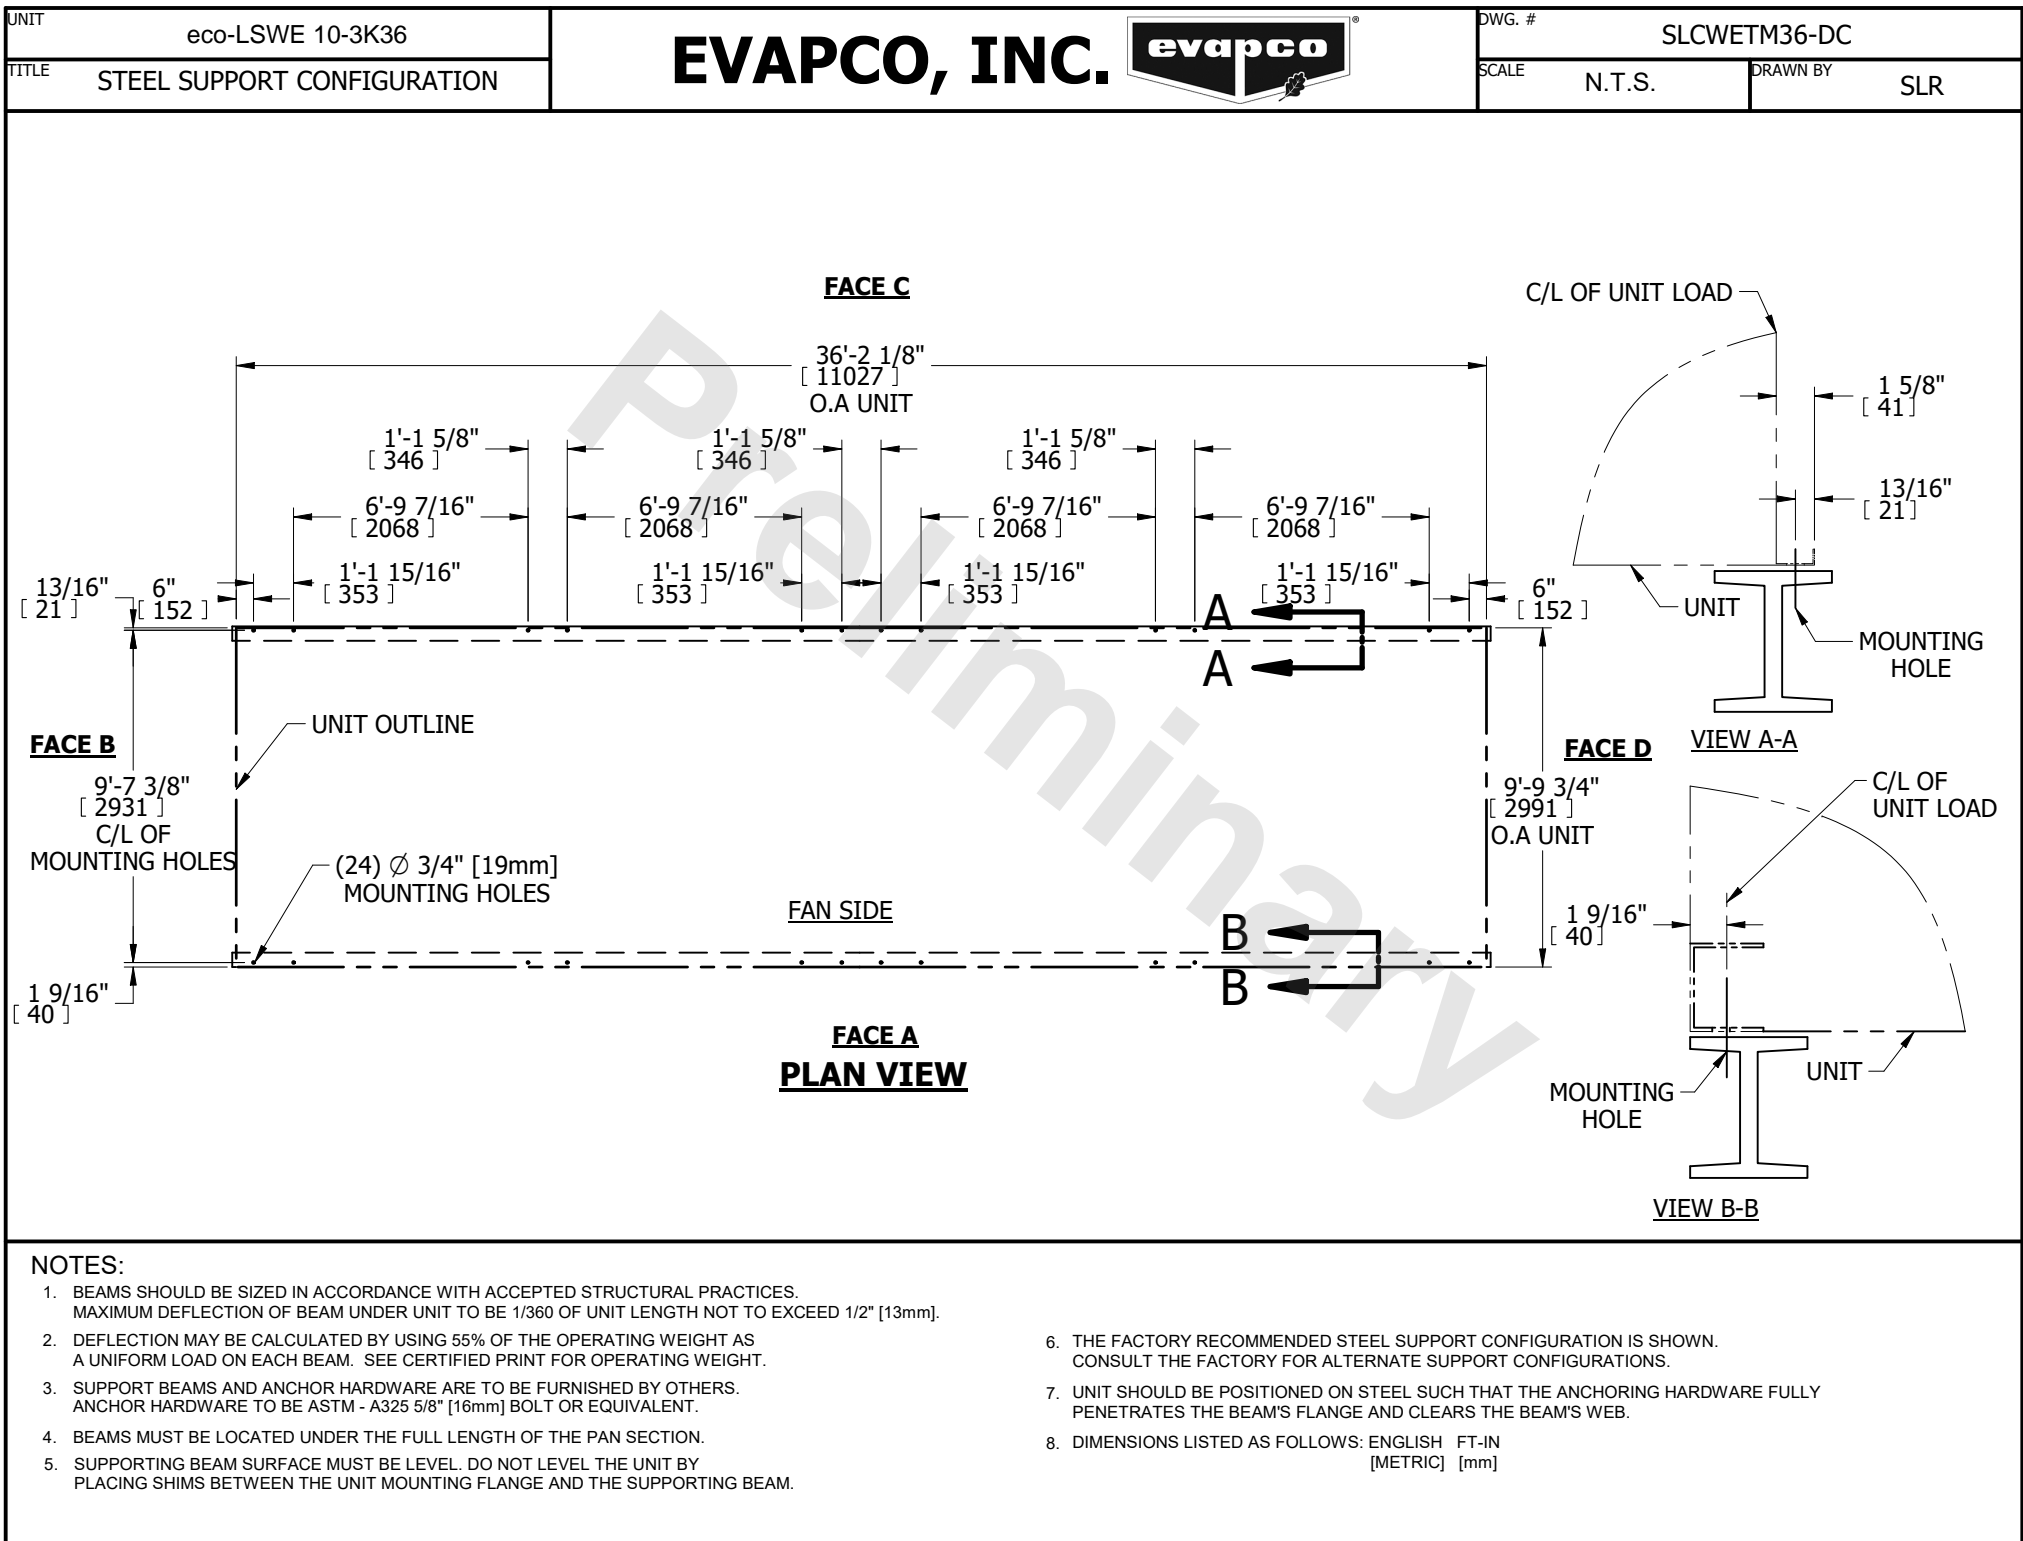 UNIT
eco-LSWE 10-3K36
TITLE
STEEL SUPPORT CONFIGURATION
EVAPCO, INC.
evapco
®
DWG. #
SLCWETM36-DC
SCALE
N.T.S.
DRAWN BY
SLR
FACE C
36'-2 1/8"
[ 11027 ]
O.A UNIT
1'-1 5/8"
[ 346 ]
1'-1 5/8"
[ 346 ]
1'-1 5/8"
[ 346 ]
6'-9 7/16"
[ 2068 ]
6'-9 7/16"
[ 2068 ]
6'-9 7/16"
[ 2068 ]
6'-9 7/16"
[ 2068 ]
13/16"
[ 21 ]
6"
[ 152 ]
1'-1 15/16"
[ 353 ]
1'-1 15/16"
[ 353 ]
1'-1 15/16"
[ 353 ]
1'-1 15/16"
[ 353 ]
6"
[ 152 ]
A
A
UNIT OUTLINE
FACE B
9'-7 3/8"
[ 2931 ]
C/L OF
MOUNTING HOLES
(24) Ø 3/4" [19mm]
MOUNTING HOLES
FAN SIDE
B
B
FACE D
9'-9 3/4"
[ 2991 ]
O.A UNIT
1 9/16"
[ 40 ]
FACE A
PLAN VIEW
Preliminary
C/L OF UNIT LOAD
1 5/8"
[ 41 ]
13/16"
[ 21 ]
UNIT
MOUNTING
HOLE
VIEW A-A
C/L OF
UNIT LOAD
1 9/16"
[ 40 ]
UNIT
MOUNTING
HOLE
VIEW B-B
NOTES:
1. BEAMS SHOULD BE SIZED IN ACCORDANCE WITH ACCEPTED STRUCTURAL PRACTICES.
MAXIMUM DEFLECTION OF BEAM UNDER UNIT TO BE 1/360 OF UNIT LENGTH NOT TO EXCEED 1/2" [13mm].
2. DEFLECTION MAY BE CALCULATED BY USING 55% OF THE OPERATING WEIGHT AS
A UNIFORM LOAD ON EACH BEAM. SEE CERTIFIED PRINT FOR OPERATING WEIGHT.
3. SUPPORT BEAMS AND ANCHOR HARDWARE ARE TO BE FURNISHED BY OTHERS.
ANCHOR HARDWARE TO BE ASTM - A325 5/8" [16mm] BOLT OR EQUIVALENT.
4. BEAMS MUST BE LOCATED UNDER THE FULL LENGTH OF THE PAN SECTION.
5. SUPPORTING BEAM SURFACE MUST BE LEVEL. DO NOT LEVEL THE UNIT BY
PLACING SHIMS BETWEEN THE UNIT MOUNTING FLANGE AND THE SUPPORTING BEAM.
6. THE FACTORY RECOMMENDED STEEL SUPPORT CONFIGURATION IS SHOWN.
CONSULT THE FACTORY FOR ALTERNATE SUPPORT CONFIGURATIONS.
7. UNIT SHOULD BE POSITIONED ON STEEL SUCH THAT THE ANCHORING HARDWARE FULLY
PENETRATES THE BEAM'S FLANGE AND CLEARS THE BEAM'S WEB.
8. DIMENSIONS LISTED AS FOLLOWS: ENGLISH FT-IN
[METRIC] [mm]